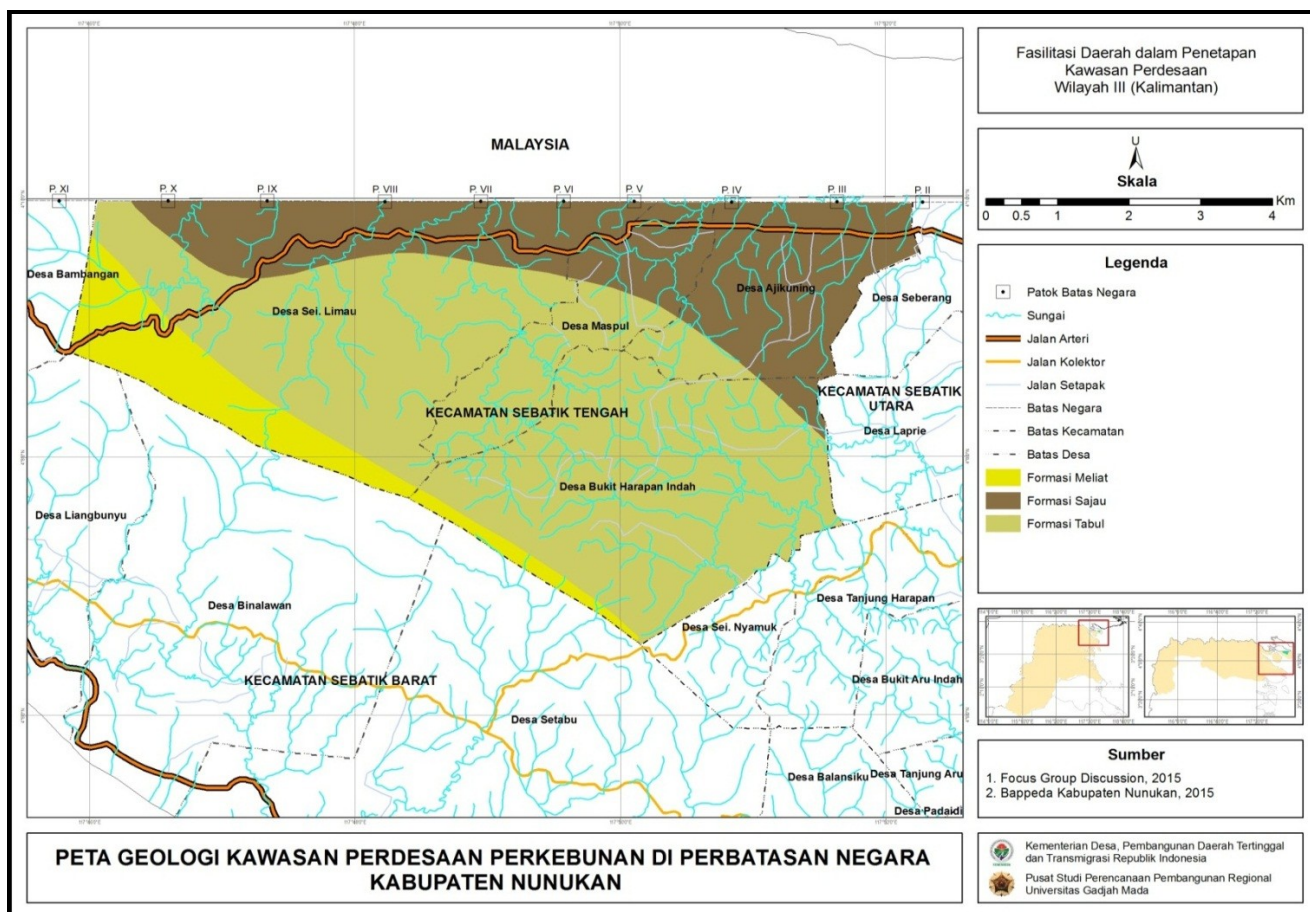 MALAYSIA
P. XI
P. X
P. IX
P. VIII
P. VII
P. VI
P. V
P. IV
P. III
P. II
Desa Bambangan
Desa Sei. Limau
Desa Maspul
Desa Ajikuning
Desa Seberang
KECAMATAN SEBATIK TENGAH
KECAMATAN SEBATIK
UTARA
Desa Laprie
Desa Bukit Harapan Indah
Desa Liangbunyu
Desa Binalawan
Desa Tanjung Harapan
Desa Sei. Nyamuk
KECAMATAN SEBATIK BARAT
Desa Bukit Aru Indah
Desa Setabu
Desa Balansiku
Desa Tanjung Aru
Desa Padaidi
PETA GEOLOGI KAWASAN PERDESAAN PERKEBUNAN DI PERBATASAN NEGARA
KABUPATEN NUNUKAN
Fasilitasi Daerah dalam Penetapan
Kawasan Perdesaan
Wilayah III (Kalimantan)
U
Skala
Km
0 0.5 1 2 3 4
Legenda
Patok Batas Negara
Sungai
Jalan Arteri
Jalan Kolektor
Jalan Setapak
Batas Negara
Batas Kecamatan
Batas Desa
Formasi Meliat
Formasi Sajau
Formasi Tabul
Sumber
1. Focus Group Discussion, 2015
2. Bappeda Kabupaten Nunukan, 2015
Kementerian Desa, Pembangunan Daerah Tertinggal
dan Transmigrasi Republik Indonesia
Pusat Studi Perencanaan Pembangunan Regional
Universitas Gadjah Mada